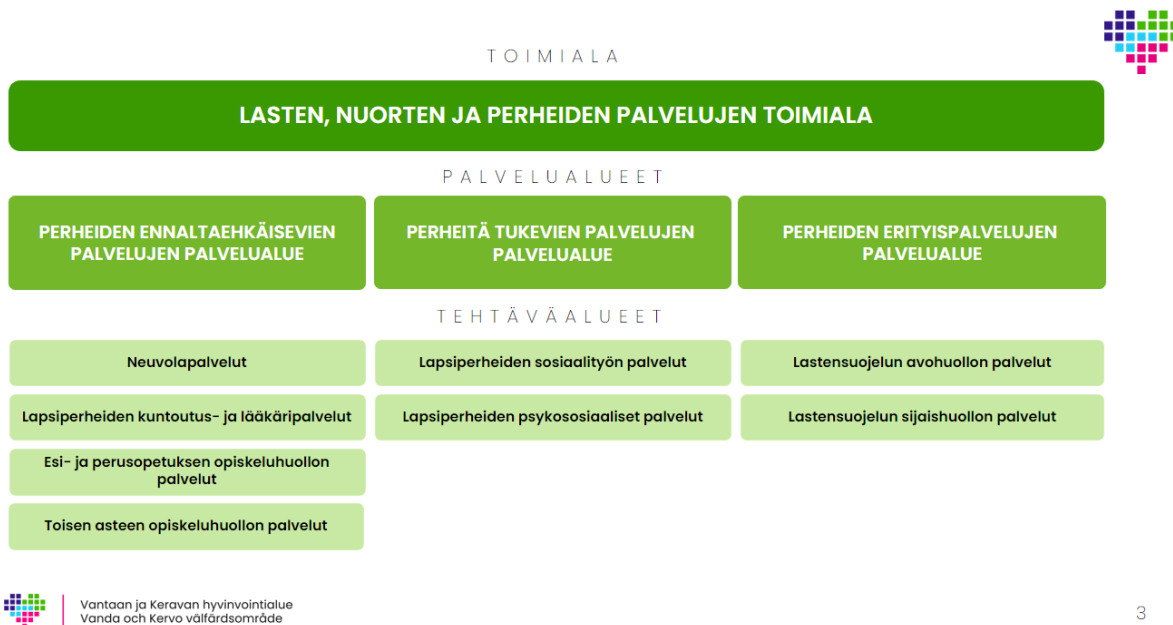 TOIMIALA
LASTEN, NUORTEN JA PERHEIDEN PALVELUJEN TOIMIALA
PALVELUALUEET
PERHEIDEN ENNALTAEHKÄISEVIEN
PALVELUJEN PALVELUALUE
PERHEITÄ TUKEVIEN PALVELUJEN
PALVELUALUE
PERHEIDEN ERITYISPALVELUJEN
PALVELUALUE
TEHTÄVÄALUEET
Neuvolapalvelut
Lapsiperheiden kuntoutus- ja lääkäripalvelut
Esi- ja perusopetuksen opiskeluhuollon
palvelut
Toisen asteen opiskeluhuollon palvelut
Lapsiperheiden sosiaalityön palvelut
Lapsiperheiden psykososiaaliset palvelut
Lastensuojelun avohuollon palvelut
Lastensuojelun sijaishuollon palvelut
Vantaan ja Keravan hyvinvointialue
Vanda och Kervo välfärdsområde
3